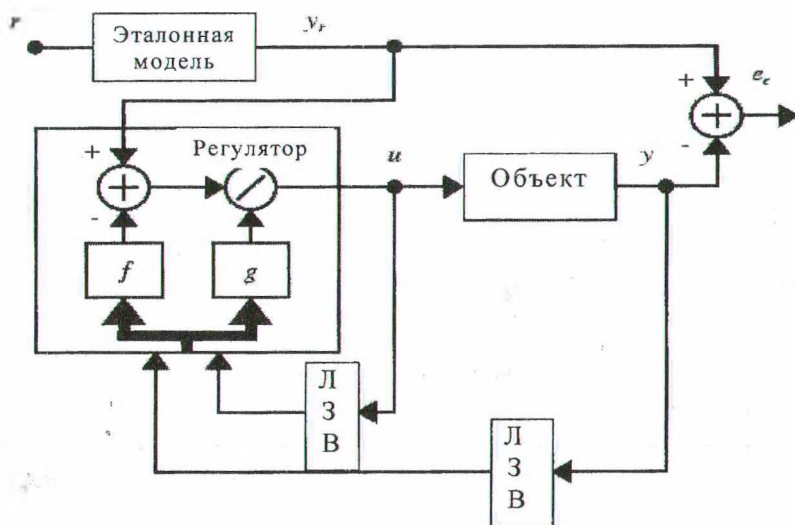 r
Эталонная
модель
y_r
+
-
e_c
+
-
Регулятор
u
Объект
y
f
g
Л
З
В
Л
З
В